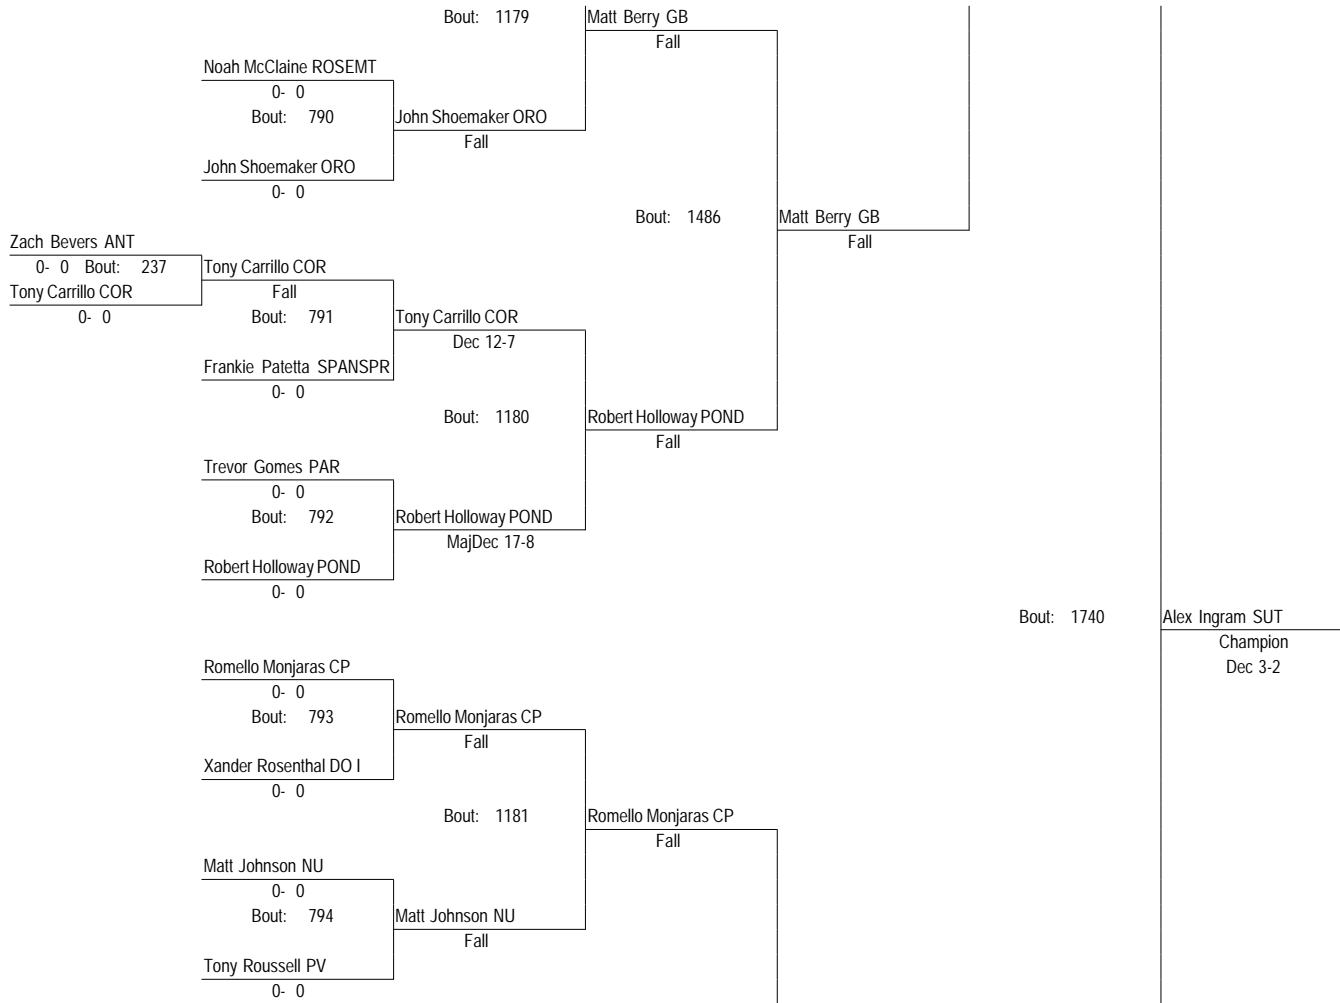 Bout: 1179
Matt Berry GB
Fall
Noah McClaine ROSEMT
0- 0
Bout: 790
John Shoemaker ORO
Fall
John Shoemaker ORO
0- 0
Bout: 1486
Matt Berry GB
Fall
Zach Bevers ANT
0- 0 Bout: 237
Tony Carrillo COR
Fall
Tony Carrillo COR
0- 0
Bout: 791
Tony Carrillo COR
Dec 12-7
Frankie Patetta SPANSPR
0- 0
Bout: 1180
Robert Holloway POND
Fall
Trevor Gomes PAR
0- 0
Bout: 792
Robert Holloway POND
MajDec 17-8
Robert Holloway POND
0- 0
Bout: 1740
Alex Ingram SUT
Champion
Dec 3-2
Romello Monjaras CP
0- 0
Bout: 793
Romello Monjaras CP
Fall
Xander Rosenthal DO I
0- 0
Bout: 1181
Romello Monjaras CP
Fall
Matt Johnson NU
0- 0
Bout: 794
Matt Johnson NU
Fall
Tony Roussell PV
0- 0